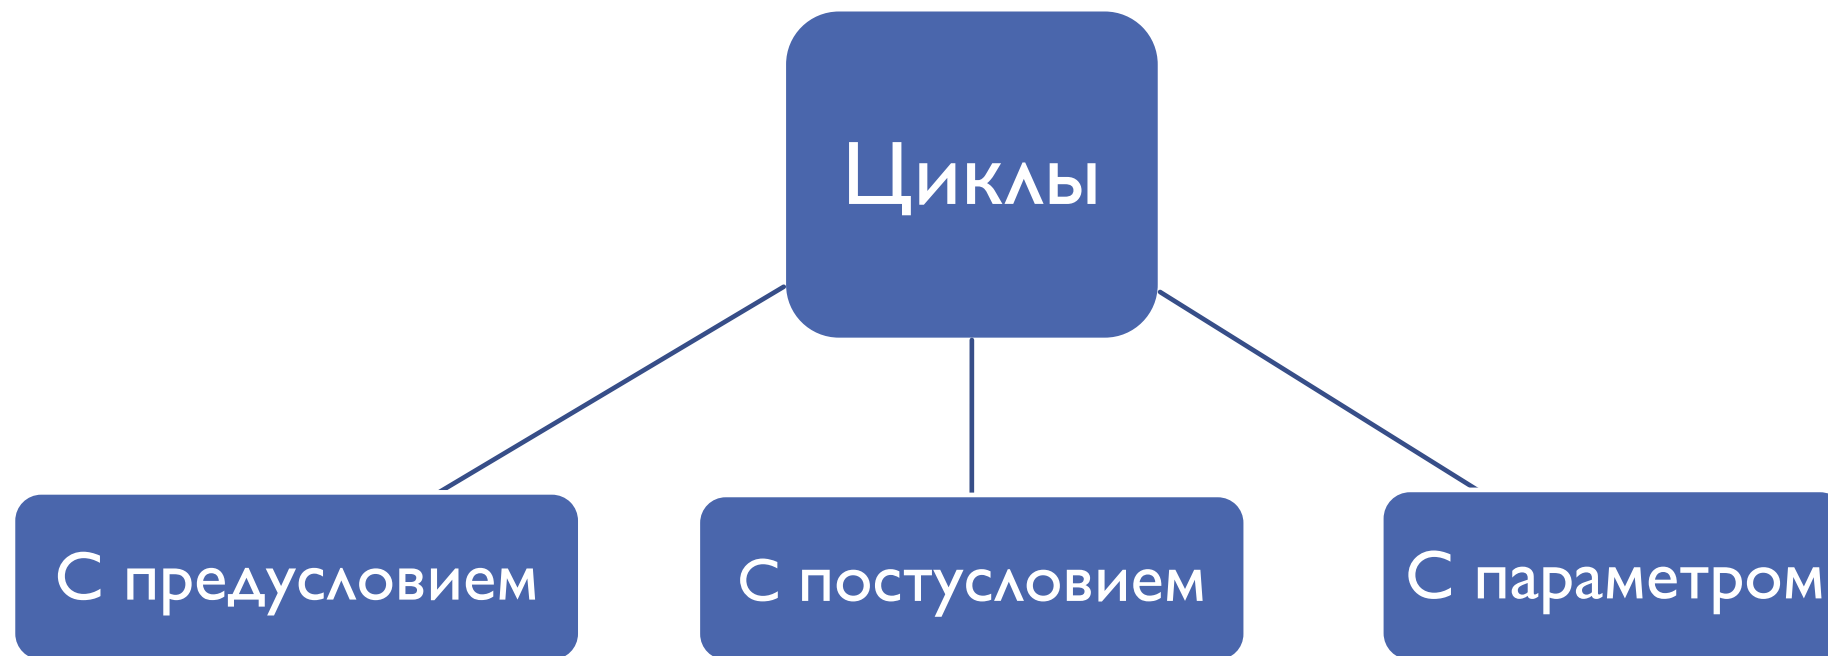 Циклы
С предусловием
С постусловием
С параметром